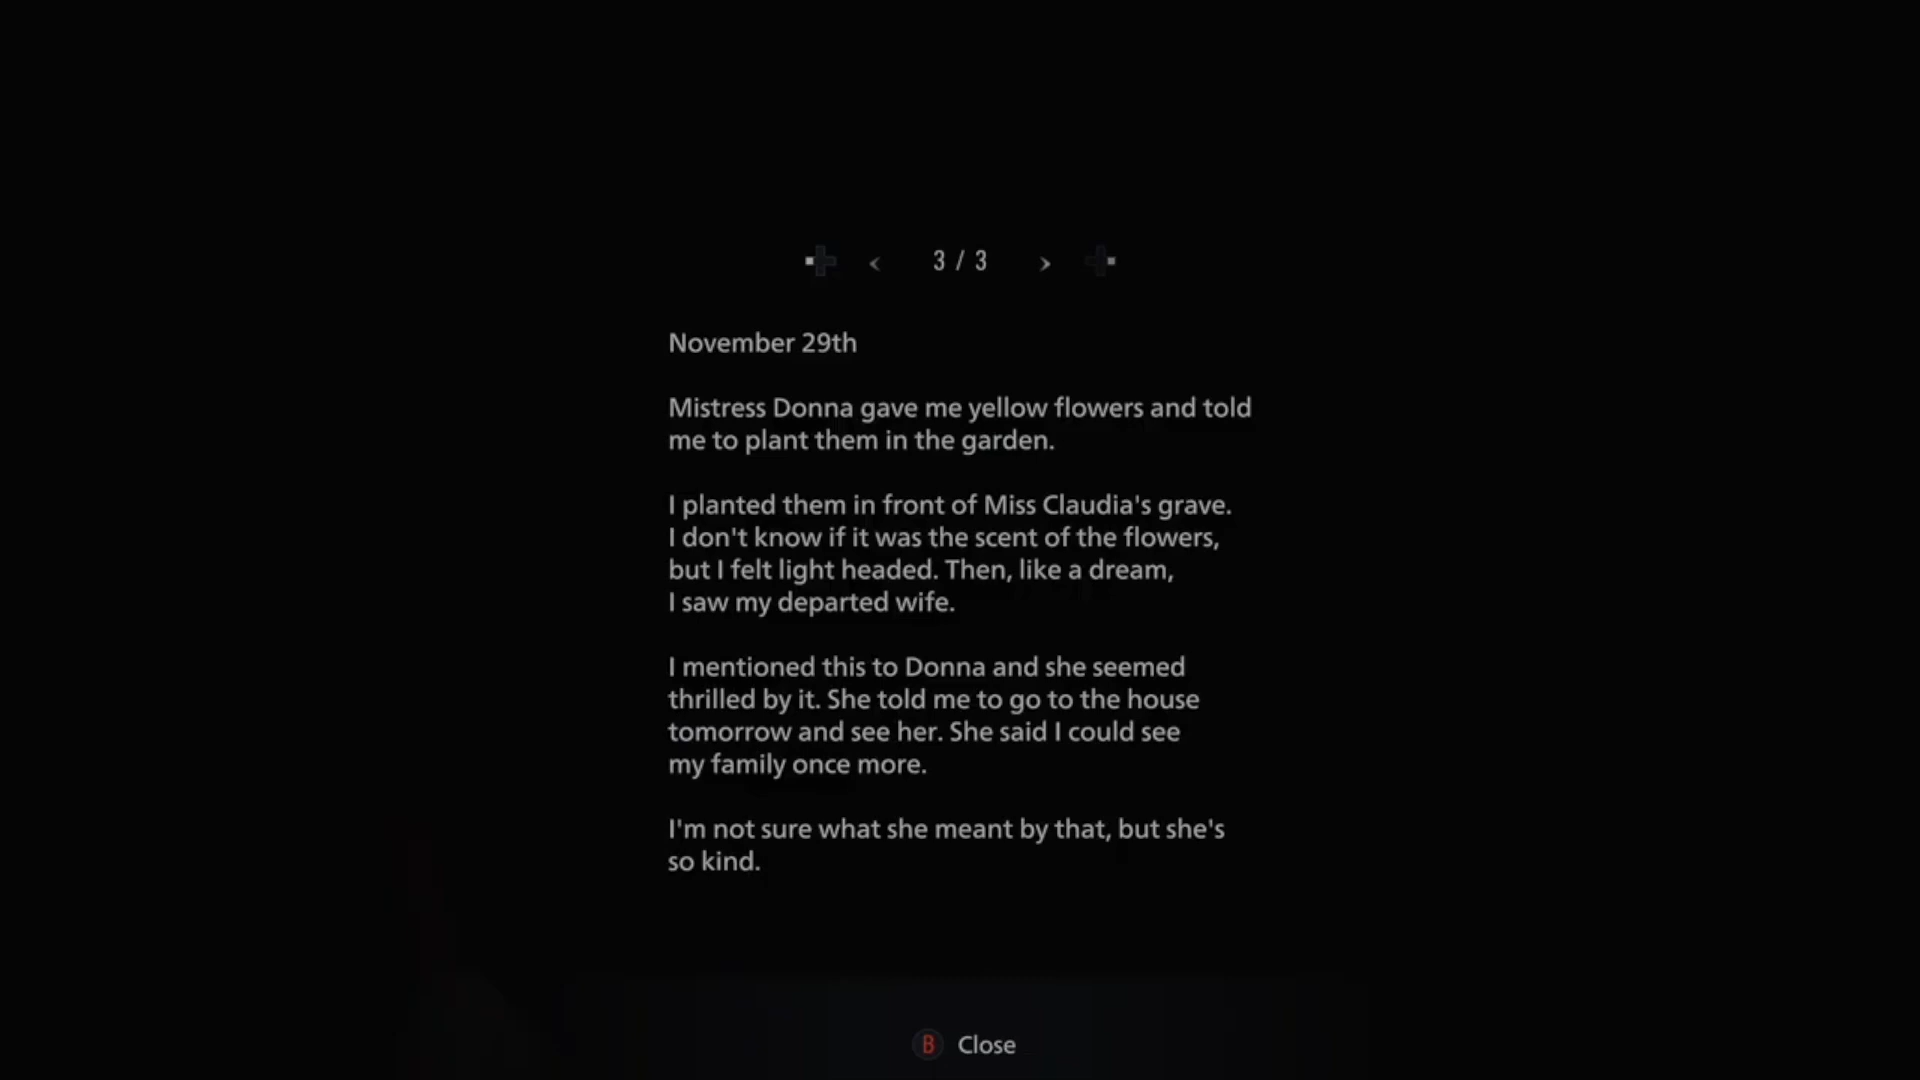 < 3 / 3 >
November 29th
Mistress Donna gave me yellow flowers and told
me to plant them in the garden.
I planted them in front of Miss Claudia's grave.
I don't know if it was the scent of the flowers,
but I felt light headed. Then, like a dream,
I saw my departed wife.
I mentioned this to Donna and she seemed
thrilled by it. She told me to go to the house
tomorrow and see her. She said I could see
my family once more.
I'm not sure what she meant by that, but she's
so kind.
B Close